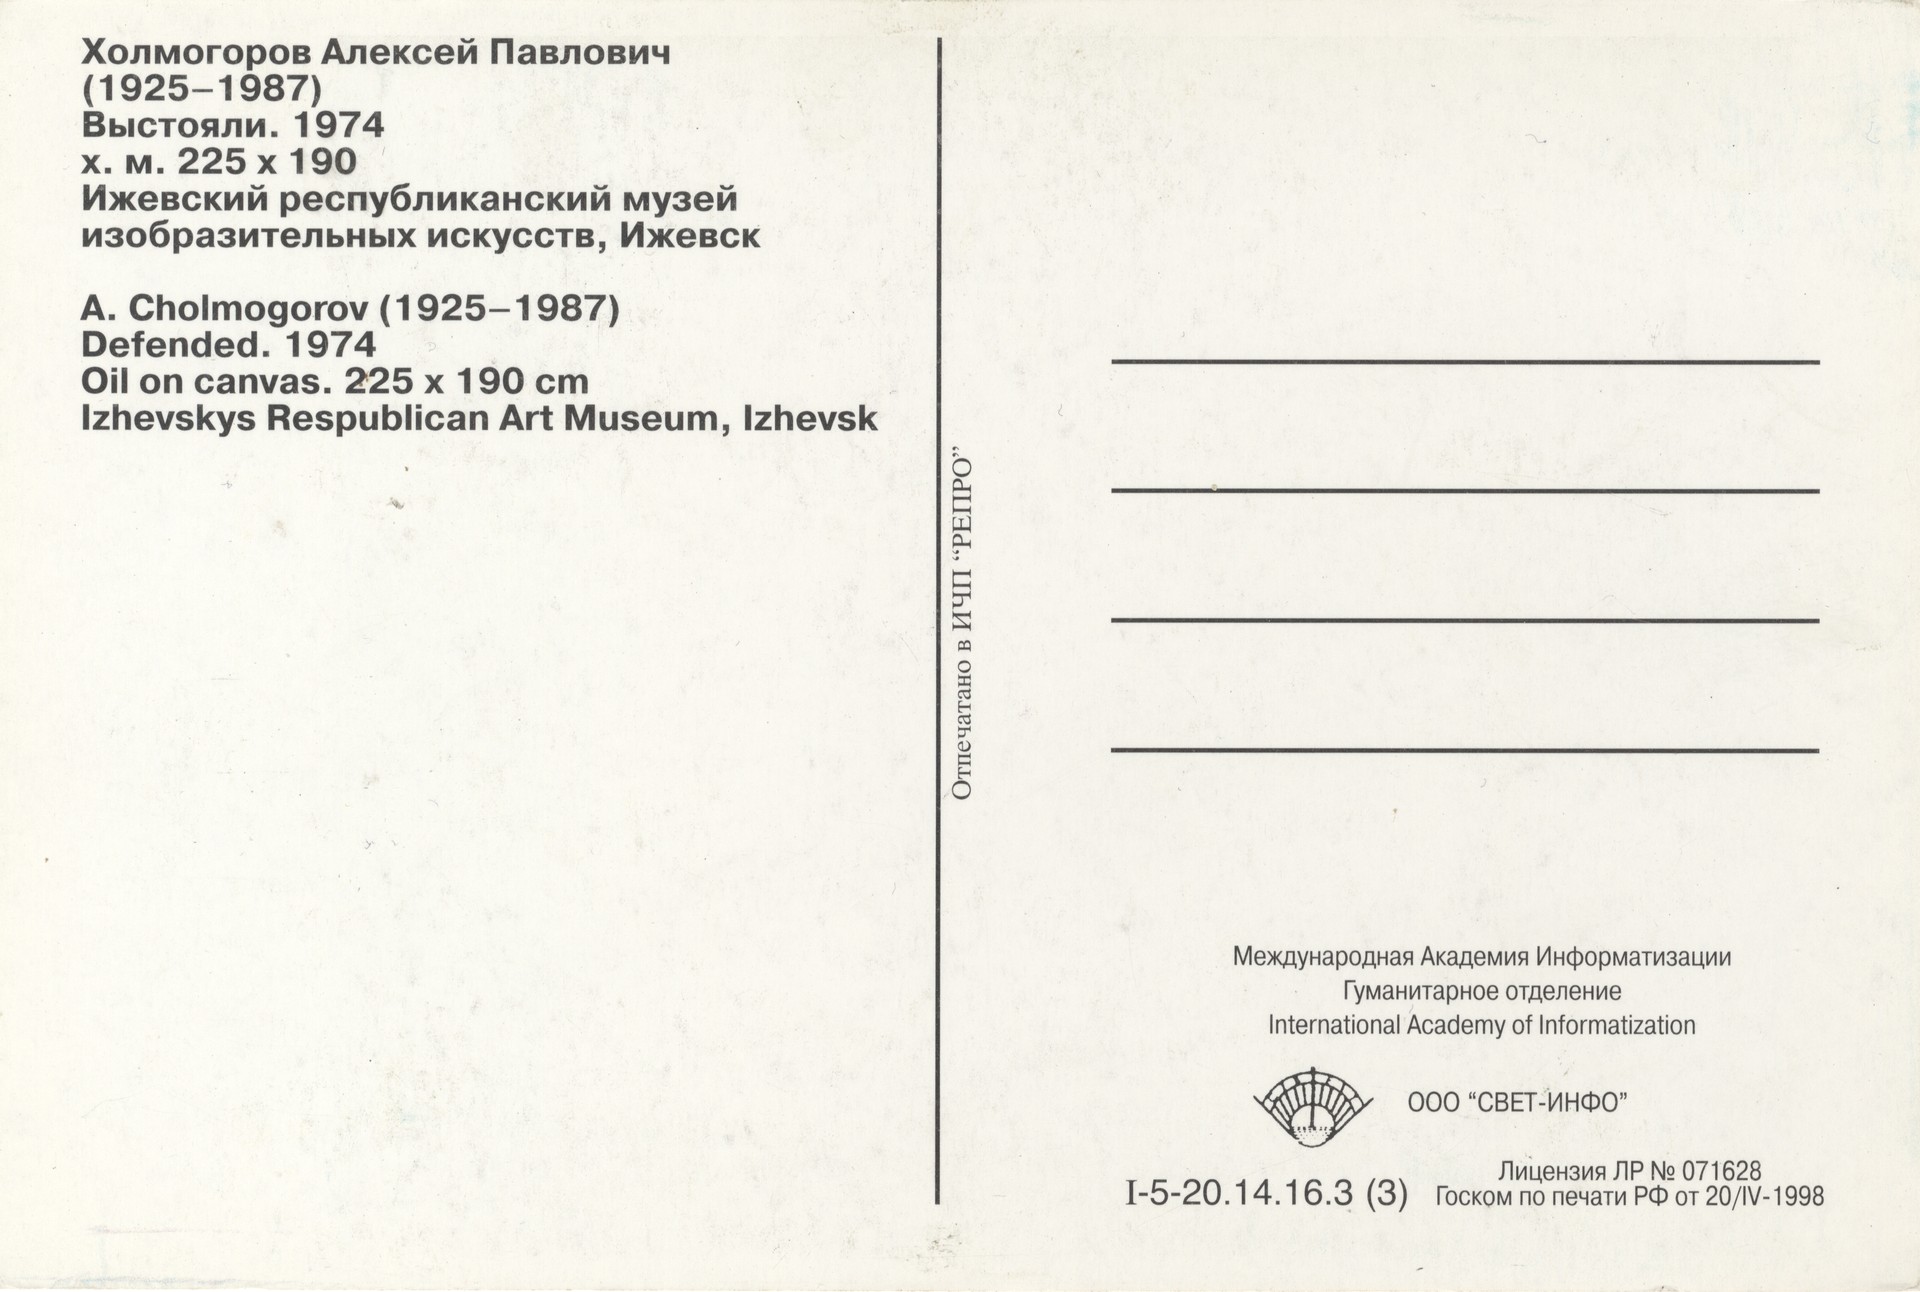 Холмогоров Алексей Павлович
(1925–1987)
Выстояли. 1974
х. м. 225 х 190
Ижевский республиканский музей
изобразительных искусств, Ижевск
A. Cholmogorov (1925–1987)
Defended. 1974
Oil on canvas. 225 x 190 cm
Izhevskys Respublican Art Museum, Izhevsk
Отпечатано в ИЧП “РЕПРО”
Международная Академия Информатизации
Гуманитарное отделение
International Academy of Informatization
ООО “СВЕТ-ИНФО”
I-5-20.14.16.3 (3)
Лицензия ЛР № 071628
Госком по печати РФ от 20/IV-1998